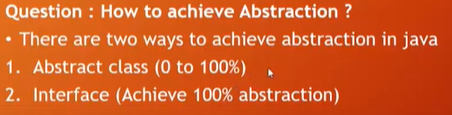 Question : How to achieve Abstraction ?
• There are two ways to achieve abstraction in java
1. Abstract class (0 to 100%)
2. Interface (Achieve 100% abstraction)